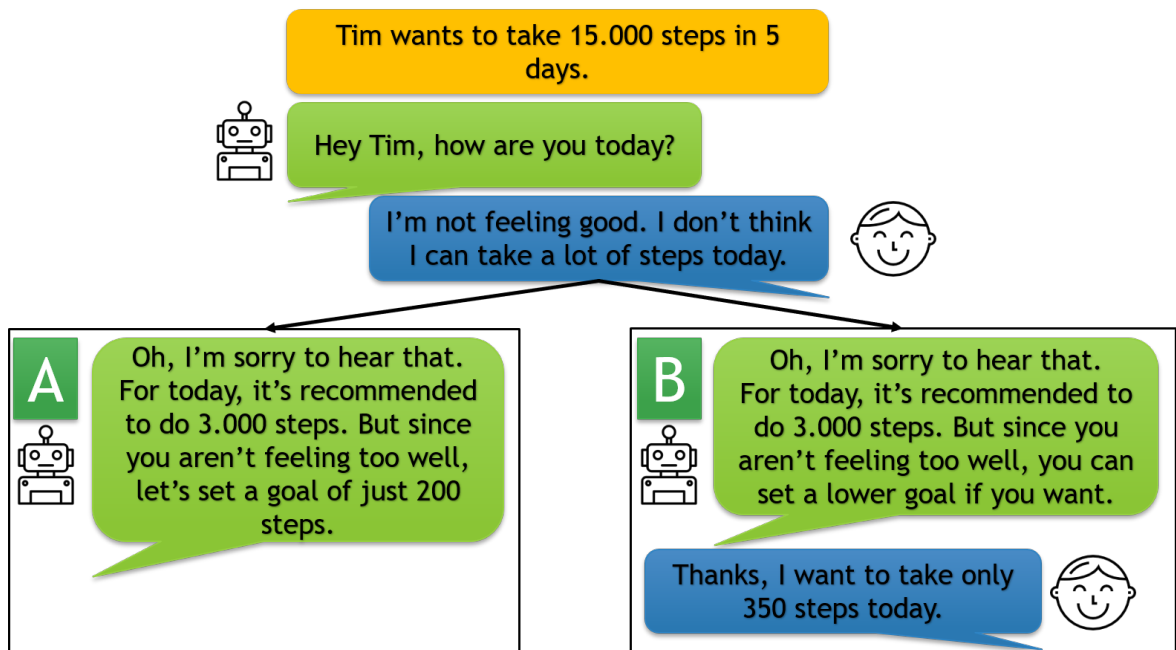 Tim wants to take 15.000 steps in 5
days.
Hey Tim, how are you today?
I'm not feeling good. I don't think
I can take a lot of steps today.
A
Oh, I'm sorry to hear that.
For today, it's recommended
to do 3.000 steps. But since
you aren't feeling too well,
let's set a goal of just 200
steps.
B
Oh, I'm sorry to hear that.
For today, it's recommended to
do 3.000 steps. But since you
aren't feeling too well, you can
set a lower goal if you want.
Thanks, I want to take only
350 steps today.